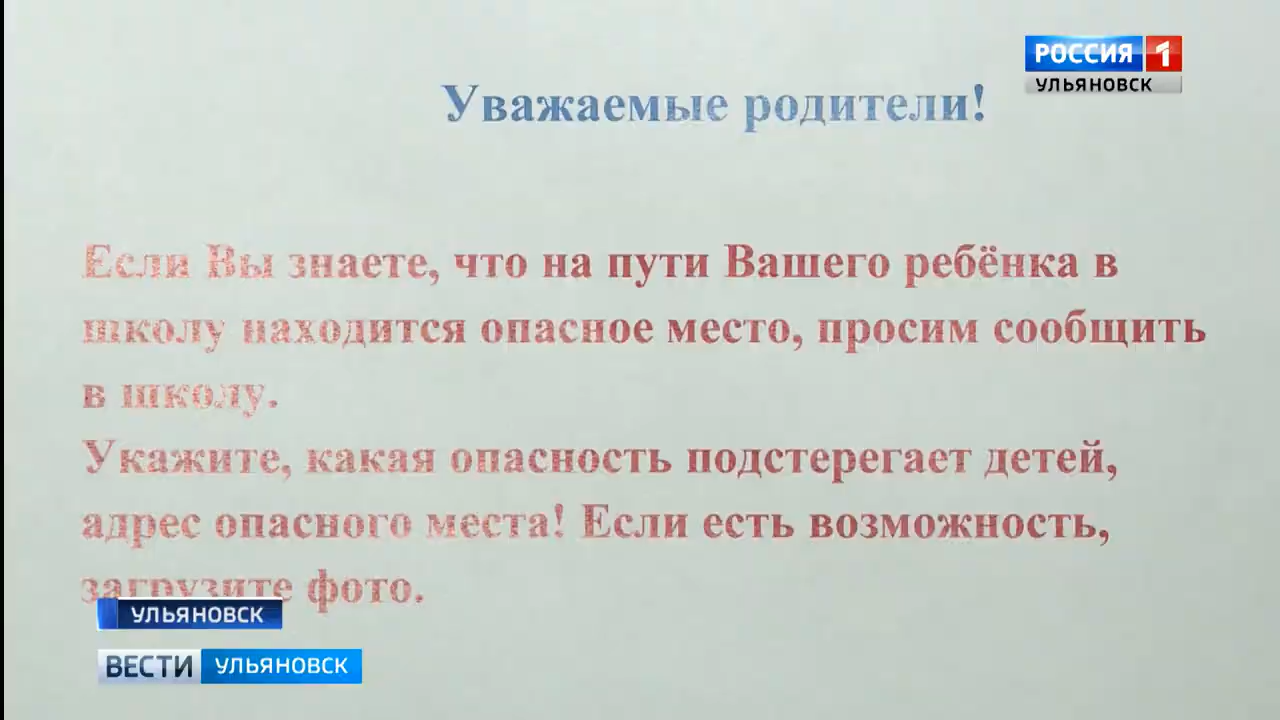 РОССИЯ 1
УЛЬЯНОВСК
Уважаемые родители!
Если Вы знаете, что на пути Вашего ребёнка в
школу находится опасное место, просим сообщить
в школу.
Укажите, какая опасность подстерегает детей,
адрес опасного места! Если есть возможность,
загрузите фото.
УЛЬЯНОВСК
ВЕСТИ УЛЬЯНОВСК